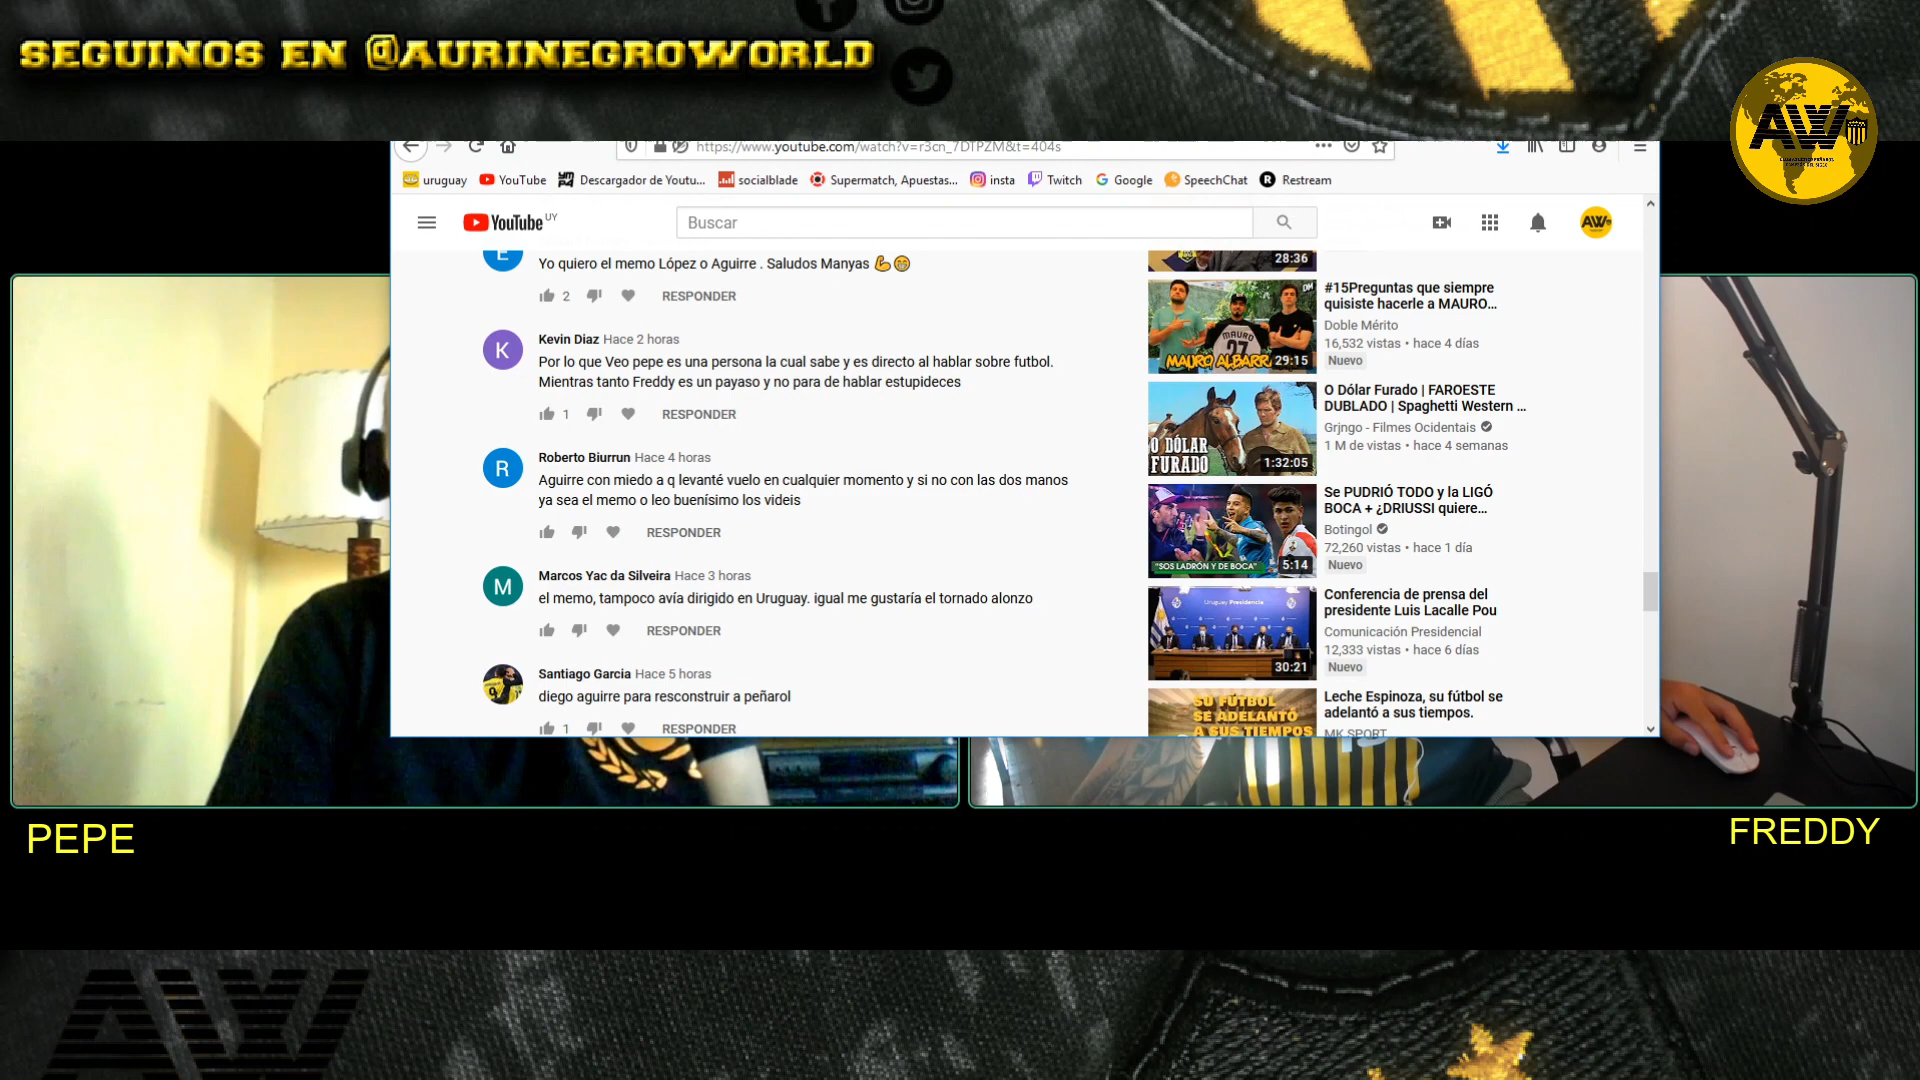 SEGUINOS EN @AURINEGROWORLD
AW
https://www.youtube.com/watch?v=r3cn_7DTPZM&t=404s
uruguay YouTube Descargador de Youtu... socialblade Supermatch, Apuestas... insta Twitch Google SpeechChat Restream
YouTube UY
Buscar
AW
E
Yo quiero el memo López o Aguirre . Saludos Manyas 💪😁
2 RESPONDER
K
Kevin Diaz Hace 2 horas
Por lo que Veo pepe es una persona la cual sabe y es directo al hablar sobre futbol.
Mientras tanto Freddy es un payaso y no para de hablar estupideces
1 RESPONDER
R
Roberto Biurrun Hace 4 horas
Aguirre con miedo a q levanté vuelo en cualquier momento y si no con las dos manos
ya sea el memo o leo buenísimo los videis
RESPONDER
M
Marcos Yac da Silveira Hace 3 horas
el memo, tampoco avía dirigido en Uruguay. igual me gustaría el tornado alonzo
RESPONDER
Santiago Garcia Hace 5 horas
diego aguirre para resconstruir a peñarol
1 RESPONDER
28:36
MAURO
27
MAURO ALBARR
29:15
#15Preguntas que siempre
quisiste hacerle a MAURO...
Doble Mérito
16,532 vistas • hace 4 días
Nuevo
O DÓLAR
FURADO
1:32:05
O Dólar Furado | FAROESTE
DUBLADO | Spaghetti Western ...
Grjngo - Filmes Ocidentais
1 M de vistas • hace 4 semanas
"SOS LADRÓN Y DE BOCA"
5:14
Se PUDRIÓ TODO y la LIGÓ
BOCA + ¿DRIUSSI quiere...
Botingol
72,260 vistas • hace 1 día
Nuevo
Uruguay Presidencia
30:21
Conferencia de prensa del
presidente Luis Lacalle Pou
Comunicación Presidencial
12,333 vistas • hace 6 días
Nuevo
SU FÚTBOL
SE ADELANTÓ
A SUS TIEMPOS
Leche Espinoza, su fútbol se
adelantó a sus tiempos.
MK SPORT
PEPE
FREDDY
AW